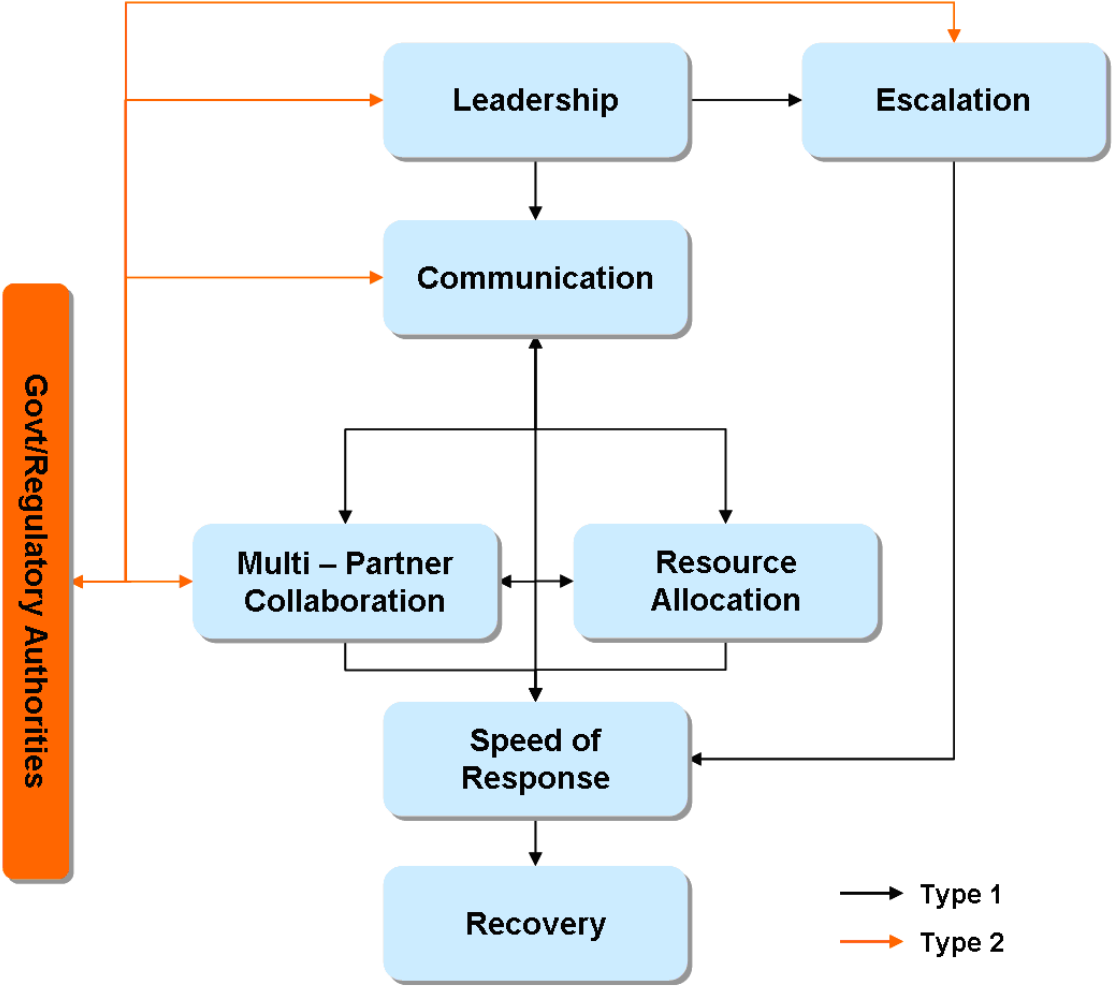 Leadership
Escalation
Communication
Govt/Regulatory Authorities
Multi – Partner
Collaboration
Resource
Allocation
Speed of
Response
Recovery
Type 1
Type 2